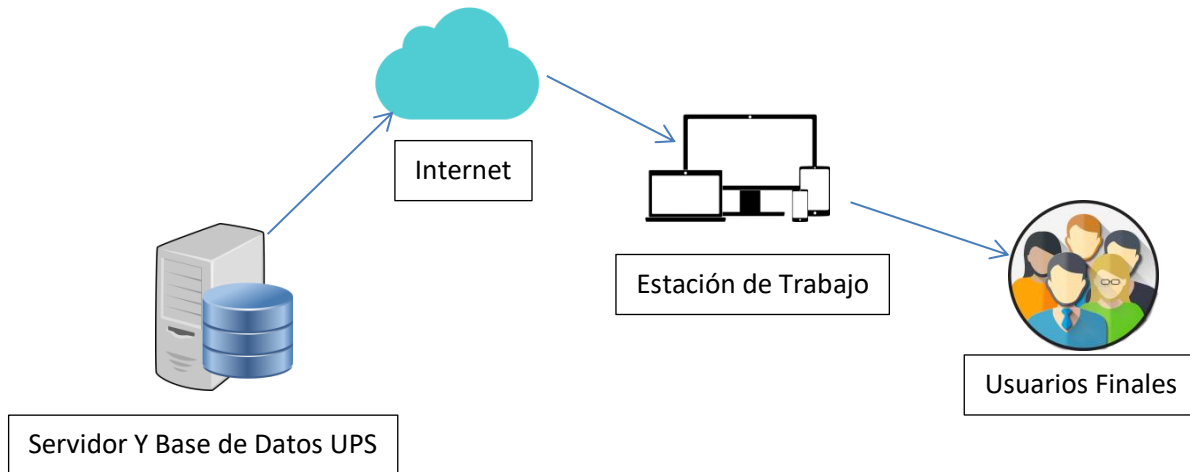 Internet
Estación de Trabajo
Usuarios Finales
Servidor Y Base de Datos UPS